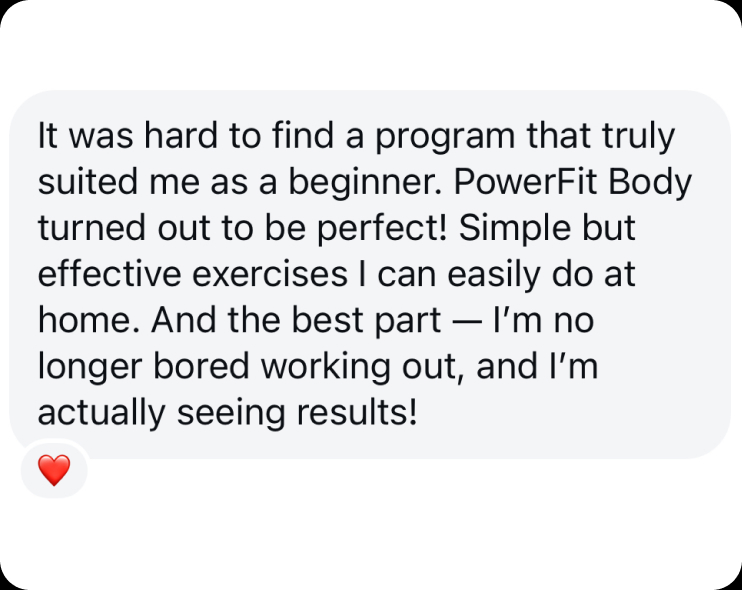 It was hard to find a program that truly
suited me as a beginner. PowerFit Body
turned out to be perfect! Simple but
effective exercises I can easily do at
home. And the best part — I’m no
longer bored working out, and I’m
actually seeing results!